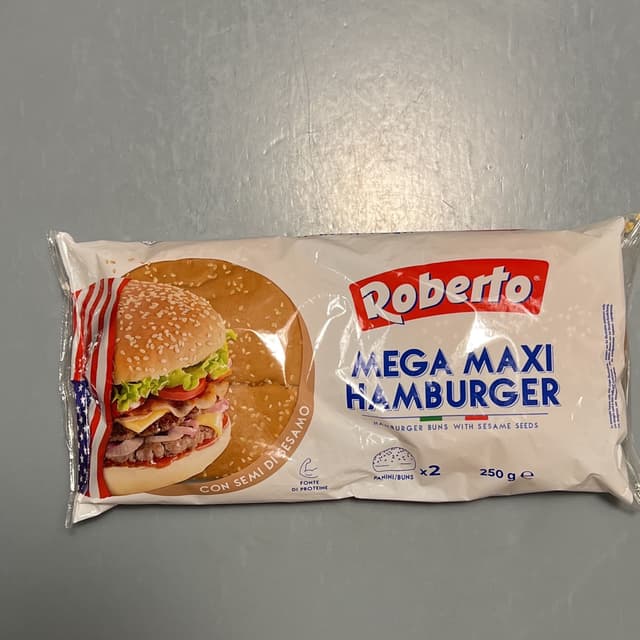 Roberto
MEGA MAXI
HAMBURGER
HAMBURGER BUNS WITH SESAME SEEDS
CON SEMI DI SESAMO
FONTE
DI PROTEINE
PANINI/BUNS
x2
250 g ℮